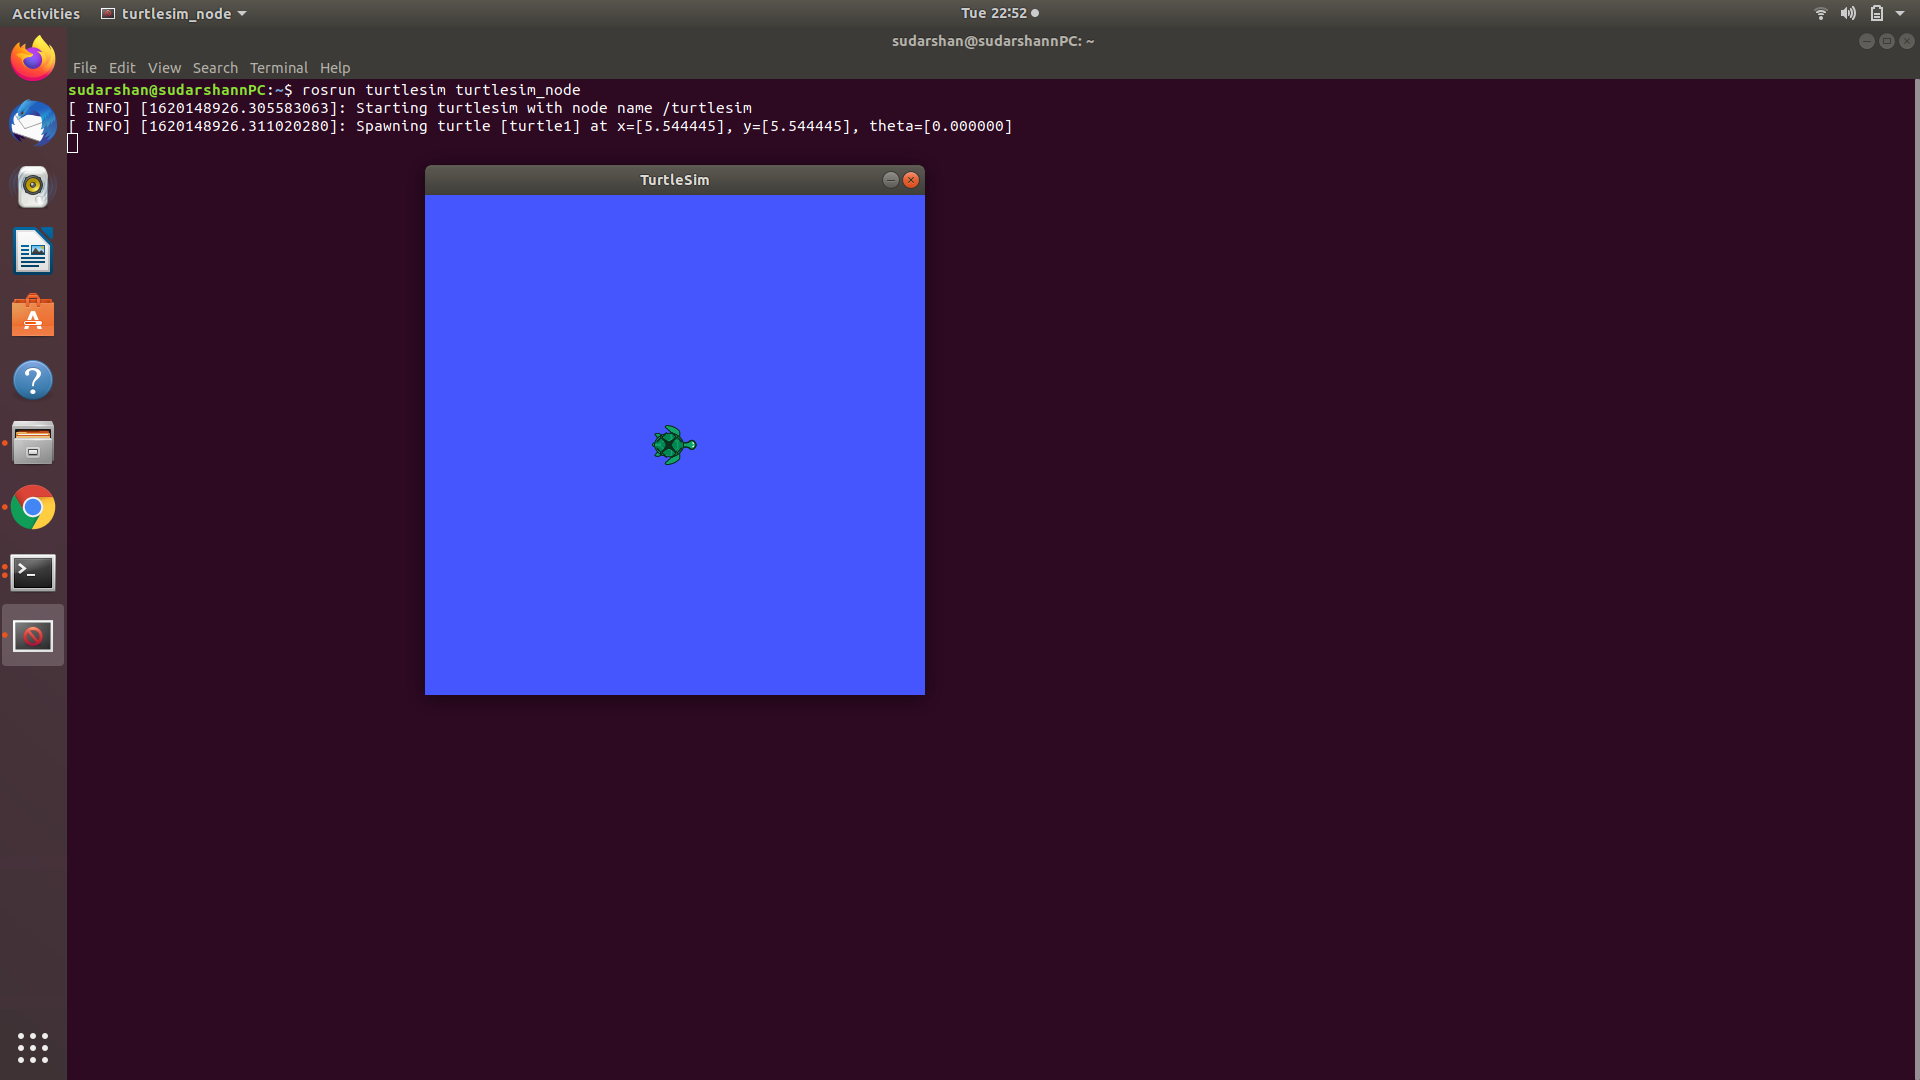 Activities turtlesim_node Tue 22:52
sudarshan@sudarshannPC: ~
File Edit View Search Terminal Help
sudarshan@sudarshannPC:~$ rosrun turtlesim turtlesim_node
[ INFO] [1620148926.305583063]: Starting turtlesim with node name /turtlesim
[ INFO] [1620148926.311020280]: Spawning turtle [turtle1] at x=[5.544445], y=[5.544445], theta=[0.000000]
TurtleSim